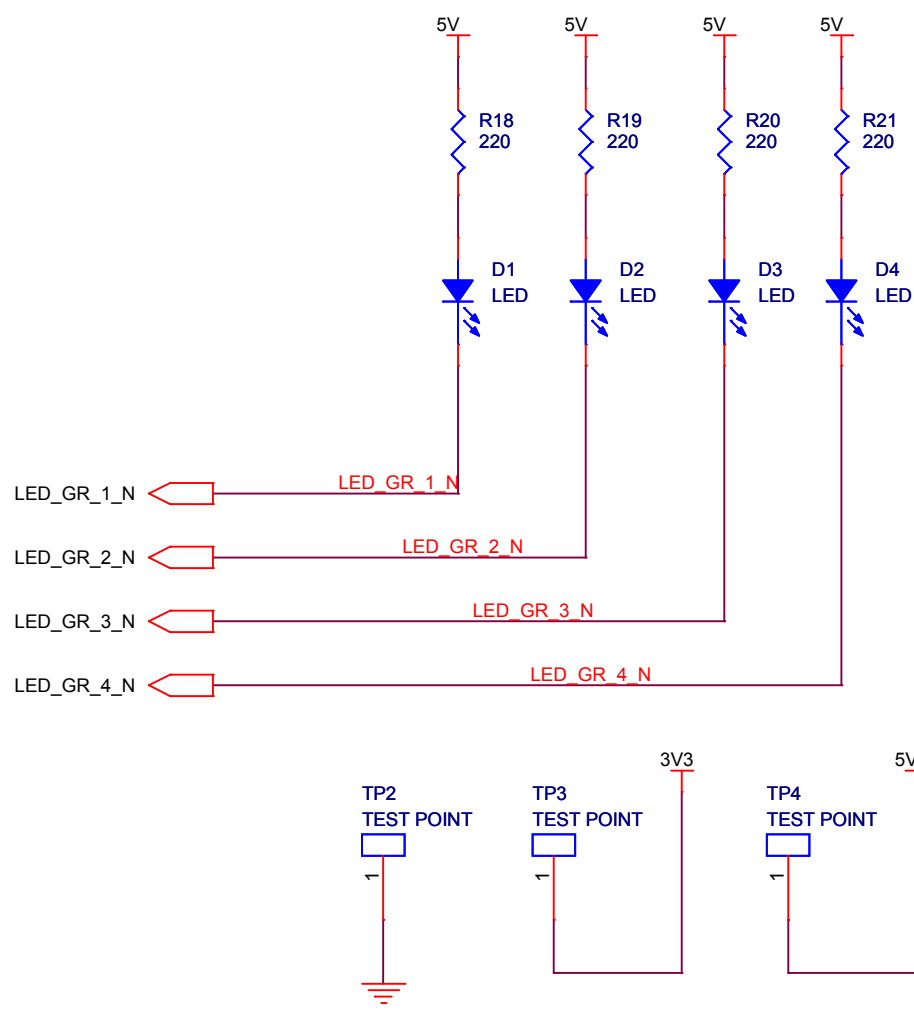 5V 5V 5V 5V
R18 R19 R20 R21
220 220 220 220
D1 D2 D3 D4
LED LED LED LED
LED_GR_1_N LED_GR_1_N
LED_GR_2_N LED_GR_2_N
LED_GR_3_N LED_GR_3_N
LED_GR_4_N LED_GR_4_N
3V3 5V
TP2 TP3 TP4
TEST POINT TEST POINT TEST POINT
1 1 1